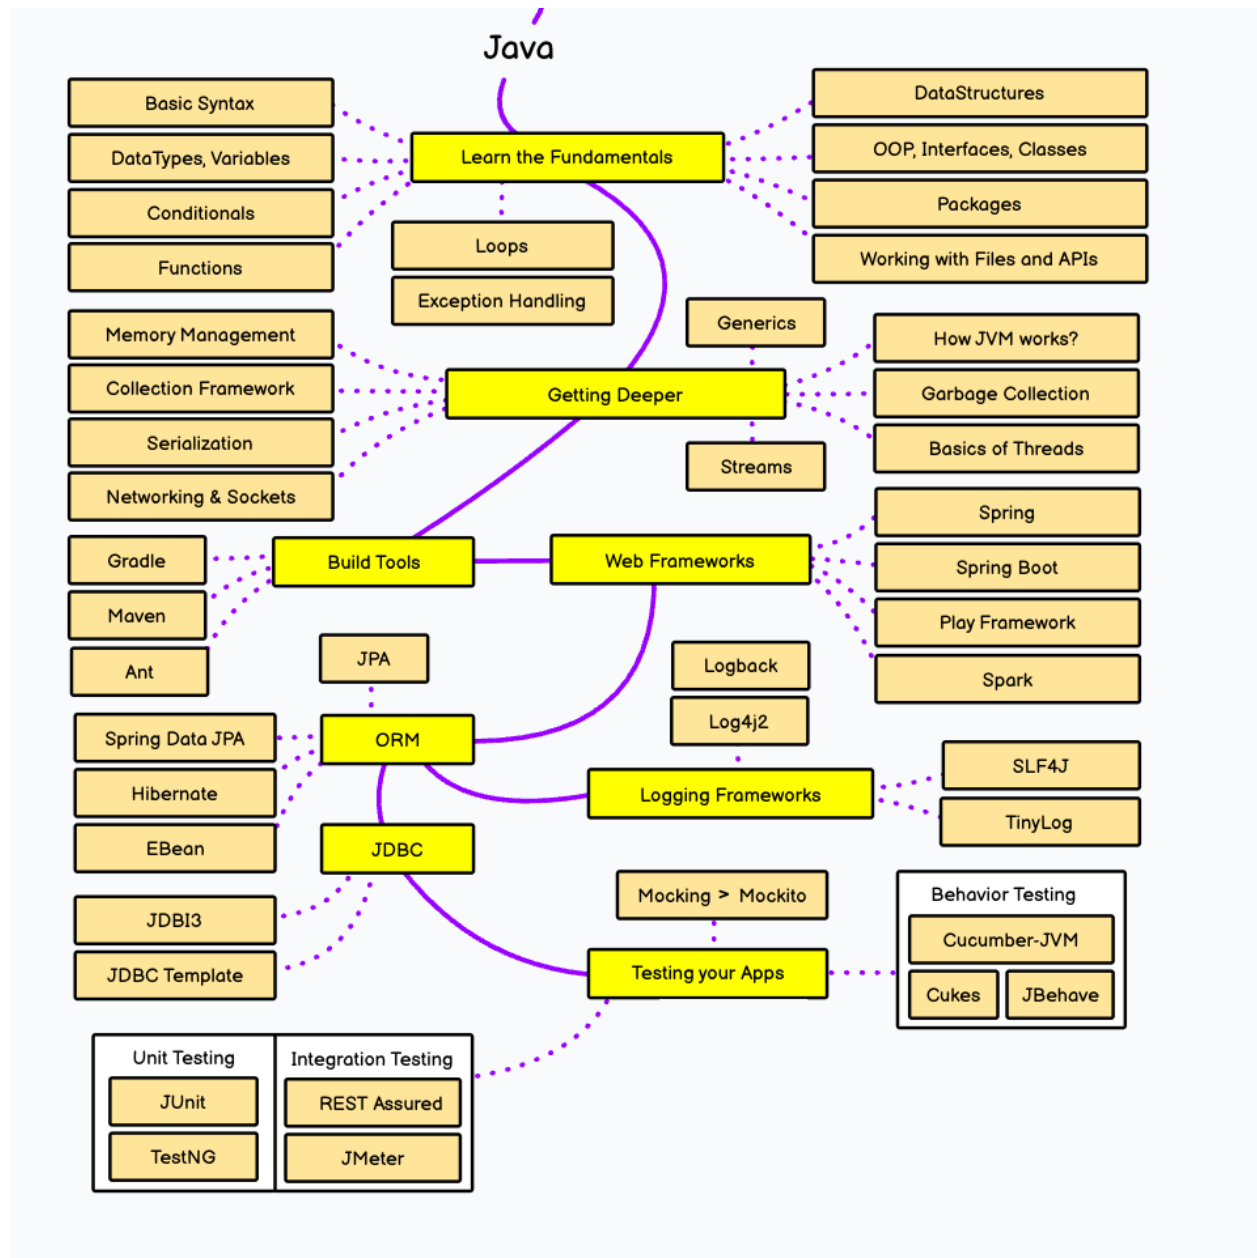 Java
Learn the Fundamentals
Basic Syntax
DataTypes, Variables
Conditionals
Functions
Loops
Exception Handling
DataStructures
OOP, Interfaces, Classes
Packages
Working with Files and APIs
Getting Deeper
Memory Management
Collection Framework
Serialization
Networking & Sockets
Generics
Streams
How JVM works?
Garbage Collection
Basics of Threads
Build Tools
Gradle
Maven
Ant
Web Frameworks
Spring
Spring Boot
Play Framework
Spark
JPA
ORM
Spring Data JPA
Hibernate
EBean
Logback
Log4j2
Logging Frameworks
SLF4J
TinyLog
JDBC
JDBI3
JDBC Template
Mocking > Mockito
Testing your Apps
Behavior Testing
Cucumber-JVM
Cukes
JBehave
Unit Testing
JUnit
TestNG
Integration Testing
REST Assured
JMeter